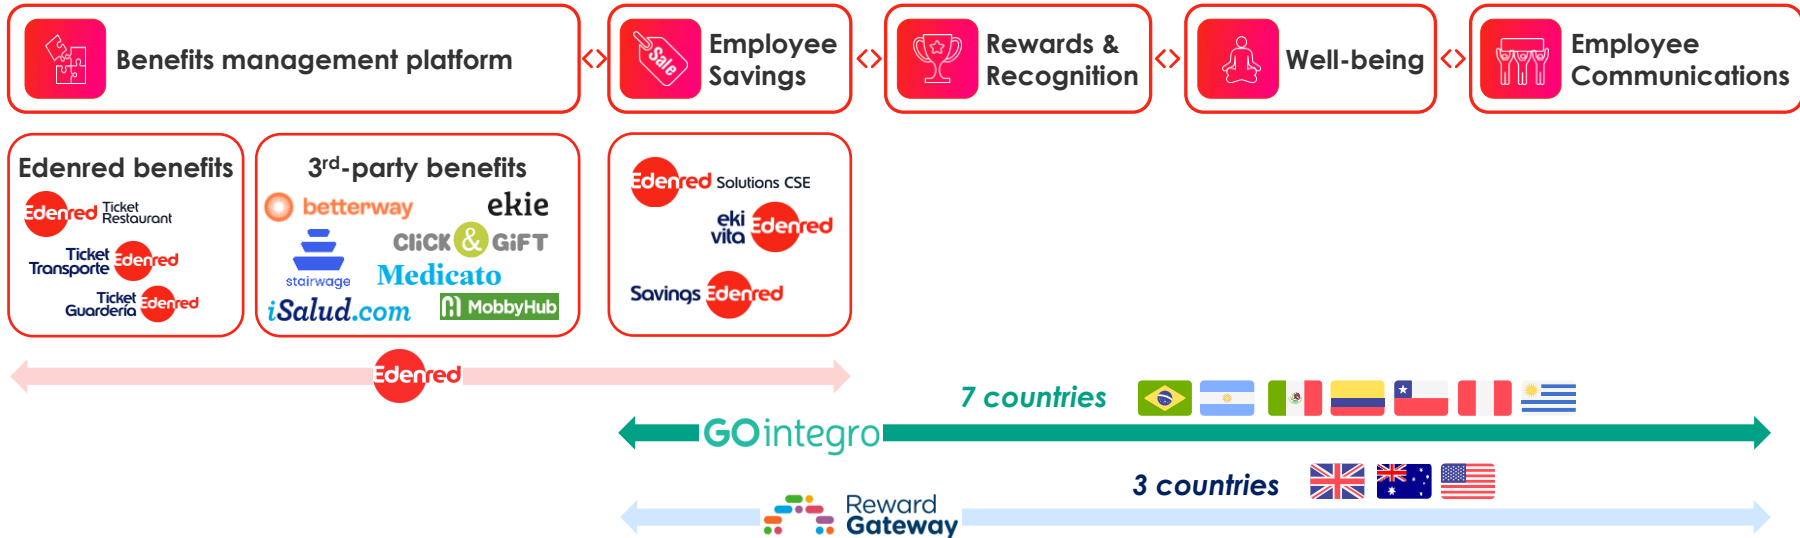 Benefits management platform
Sale
Employee
Savings
Rewards &
Recognition
Well-being
Employee
Communications
Edenred benefits
Edenred Ticket
Restaurant
Ticket
Transporte Edenred
Ticket
Guardería Edenred
3rd-party benefits
betterway
ekie
CliCK & GiFT
stairwage
Medicato
iSalud.com
MobbyHub
Edenred Solutions CSE
eki
vita Edenred
Savings Edenred
Edenred
7 countries
GOintegro
3 countries
Reward
Gateway